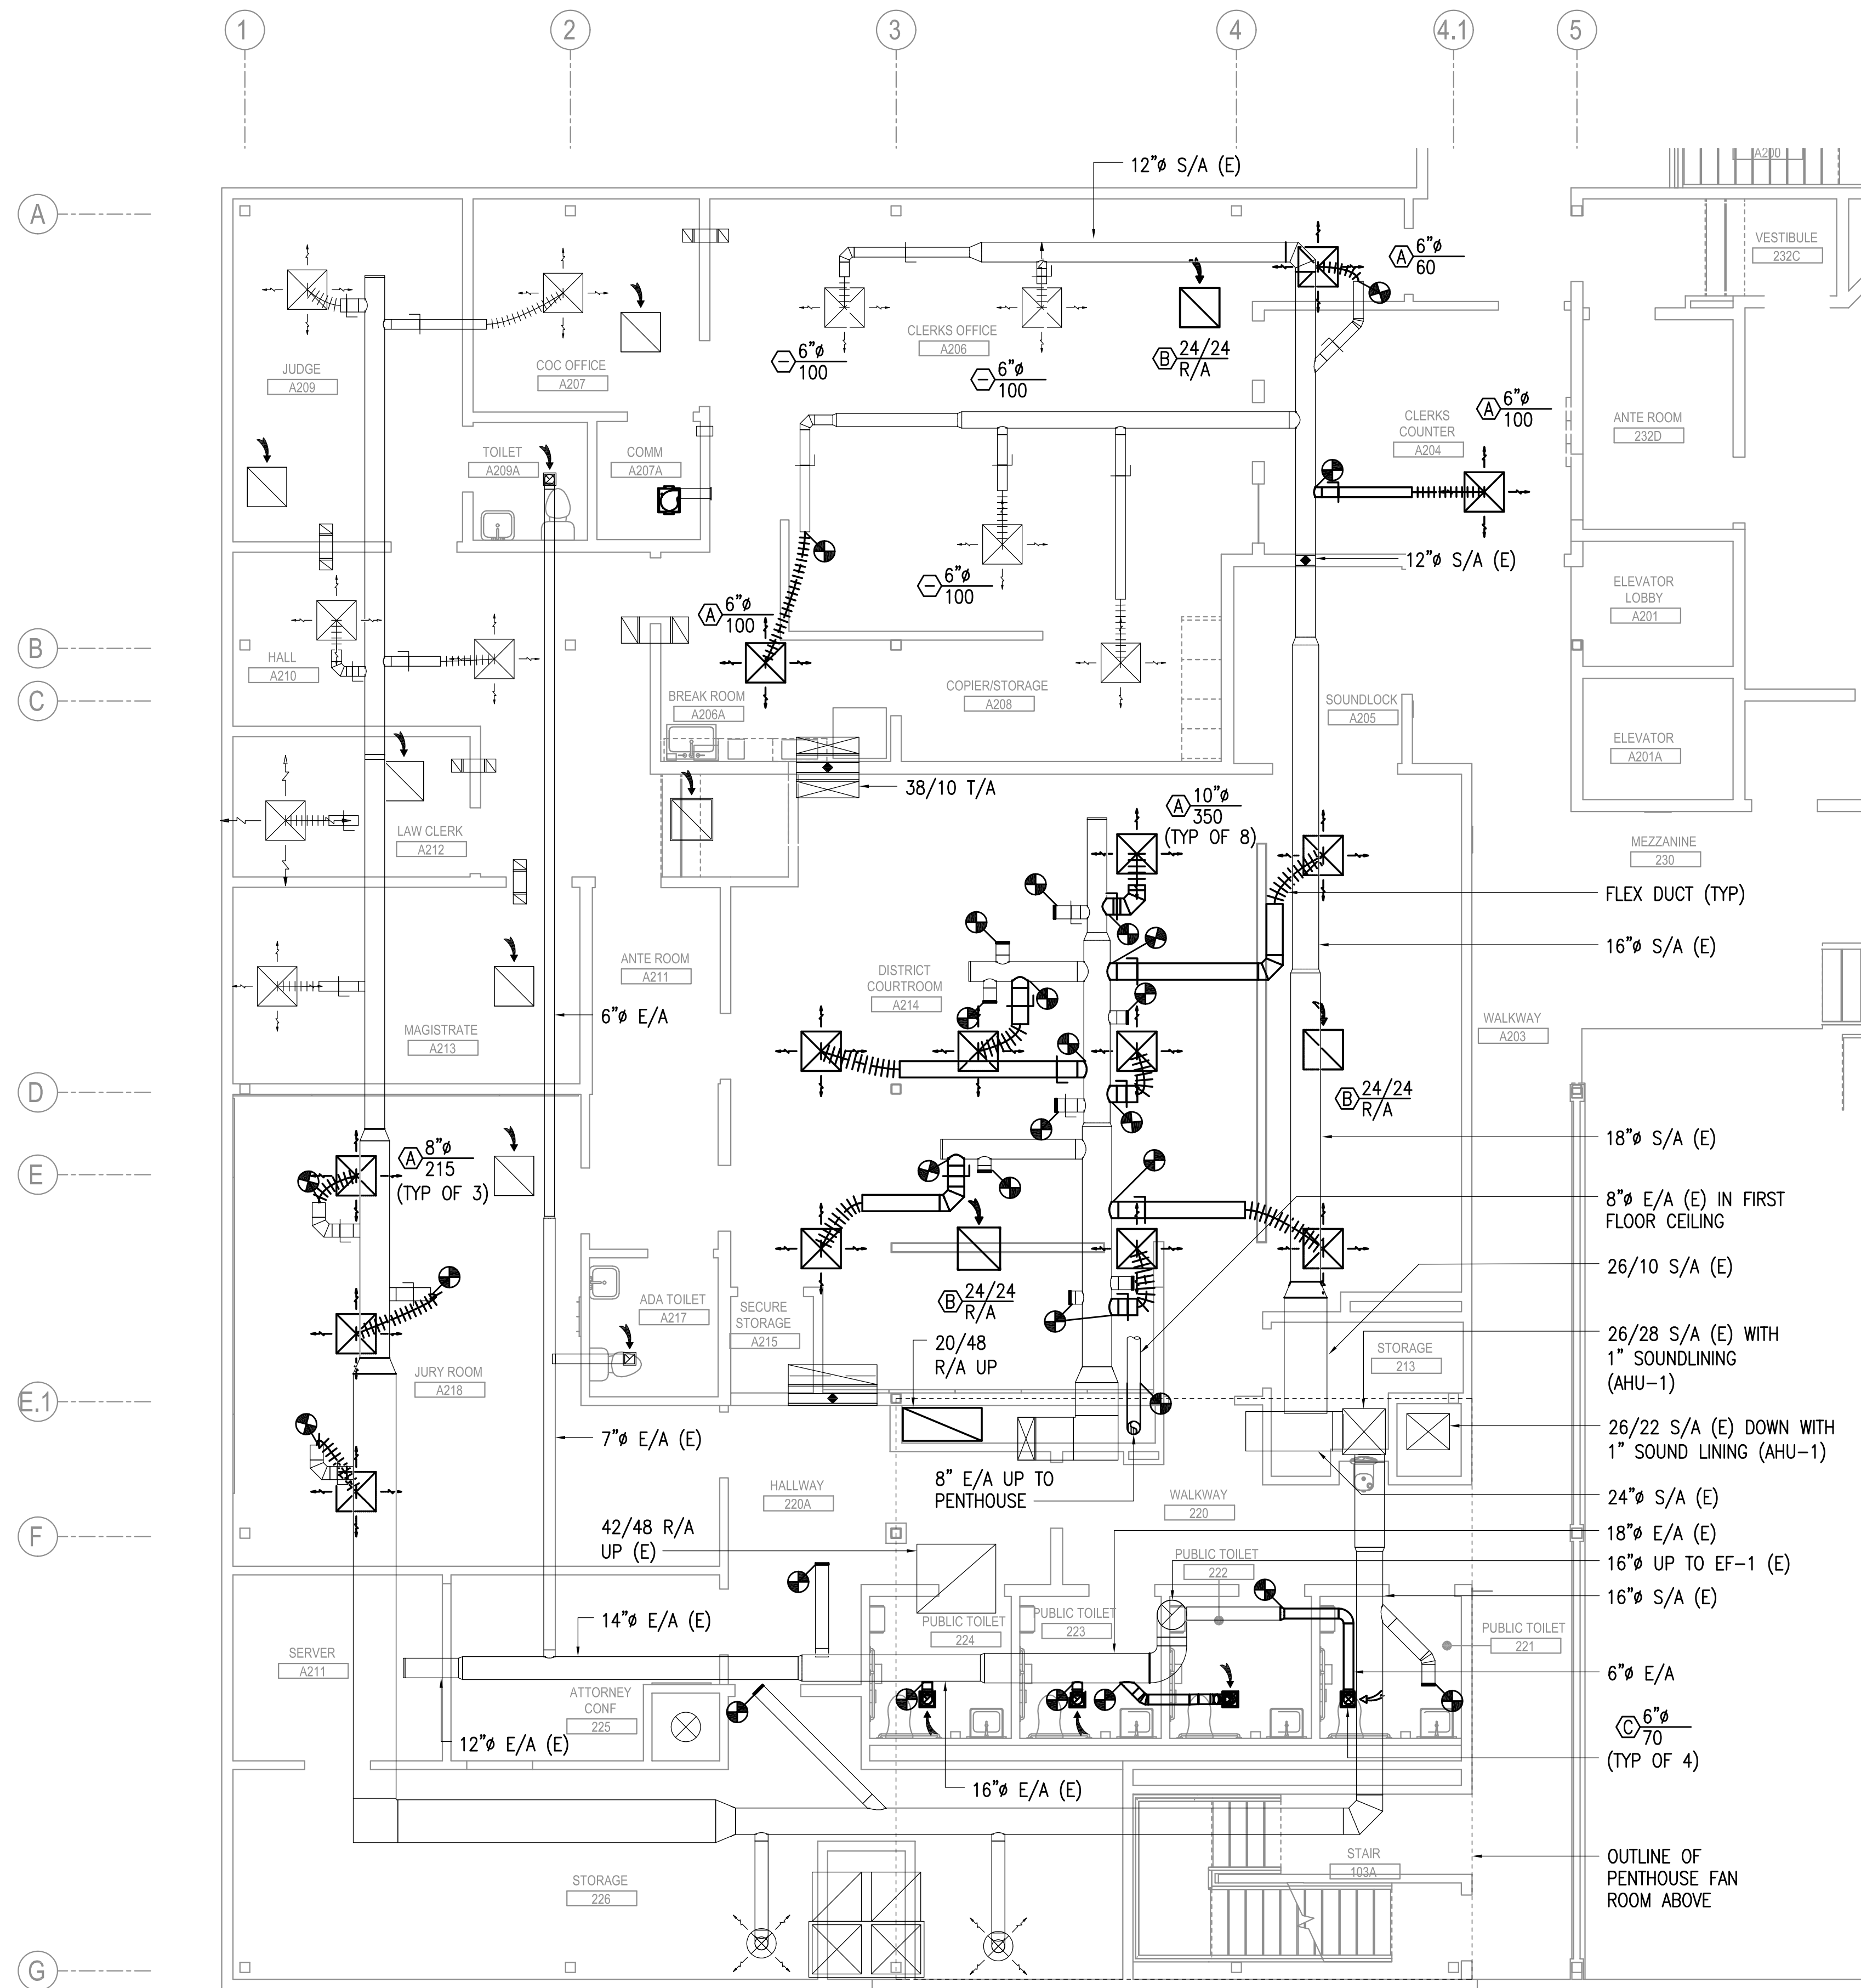 1
2
3
4
4.1
5
A
B
C
D
E
E.1
F
G
12"ø S/A (E)
A200
VESTIBULE
232C
A 6"ø
60
CLERKS OFFICE
A206
B 24/24
R/A
– 6"ø
100
– 6"ø
100
JUDGE
A209
COC OFFICE
A207
CLERKS
COUNTER
A204
A 6"ø
100
ANTE ROOM
232D
TOILET
A209A
COMM
A207A
12"ø S/A (E)
– 6"ø
100
A 6"ø
100
ELEVATOR
LOBBY
A201
HALL
A210
BREAK ROOM
A206A
COPIER/STORAGE
A208
SOUNDLOCK
A205
ELEVATOR
A201A
38/10 T/A
A 10"ø
350
(TYP OF 8)
LAW CLERK
A212
MEZZANINE
230
FLEX DUCT (TYP)
16"ø S/A (E)
ANTE ROOM
A211
DISTRICT
COURTROOM
A214
6"ø E/A
MAGISTRATE
A213
WALKWAY
A203
B 24/24
R/A
18"ø S/A (E)
A 8"ø
215
(TYP OF 3)
8"ø E/A (E) IN FIRST
FLOOR CEILING
26/10 S/A (E)
ADA TOILET
A217
SECURE
STORAGE
A215
B 24/24
R/A
20/48
R/A UP
STORAGE
213
26/28 S/A (E) WITH
1" SOUNDLINING
(AHU-1)
JURY ROOM
A218
26/22 S/A (E) DOWN WITH
1" SOUND LINING (AHU-1)
7"ø E/A (E)
HALLWAY
220A
8" E/A UP TO
PENTHOUSE
WALKWAY
220
24"ø S/A (E)
42/48 R/A
UP (E)
18"ø E/A (E)
PUBLIC TOILET
222
16"ø UP TO EF-1 (E)
16"ø S/A (E)
14"ø E/A (E)
PUBLIC TOILET
224
PUBLIC TOILET
223
PUBLIC TOILET
221
SERVER
A211
6"ø E/A
ATTORNEY
CONF
225
C 6"ø
70
(TYP OF 4)
12"ø E/A (E)
16"ø E/A (E)
STAIR
103A
OUTLINE OF
PENTHOUSE FAN
ROOM ABOVE
STORAGE
226